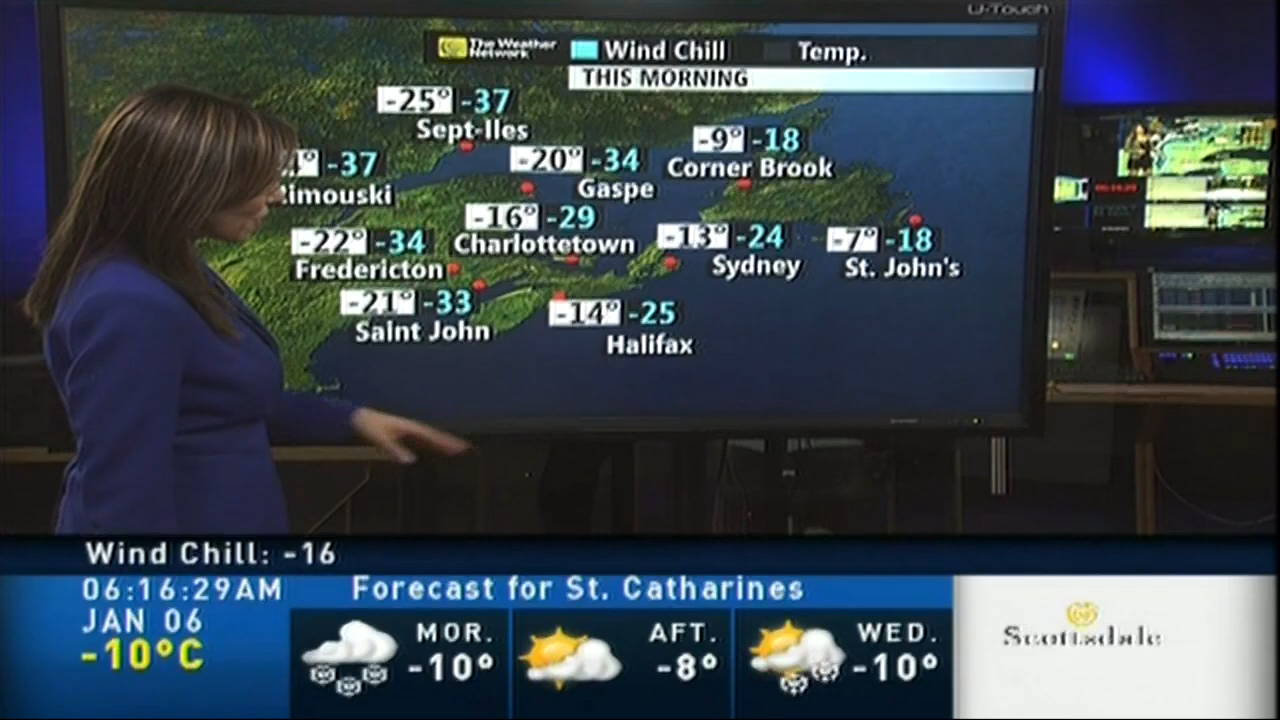 U-Touch
The Weather Network
Wind Chill
Temp.
THIS MORNING
-25° -37
Sept-Iles
4° -37
imouski
-20° -34
Gaspe
-9° -18
Corner Brook
-16° -29
Charlottetown
-22° -34
Fredericton
-13° -24
Sydney
-7° -18
St. John's
-21° -33
Saint John
-14° -25
Halifax
Wind Chill: -16
06:16:29AM
JAN 06
-10°C
Forecast for St. Catharines
MOR.
-10°
AFT.
-8°
WED.
-10°
Scottsdale